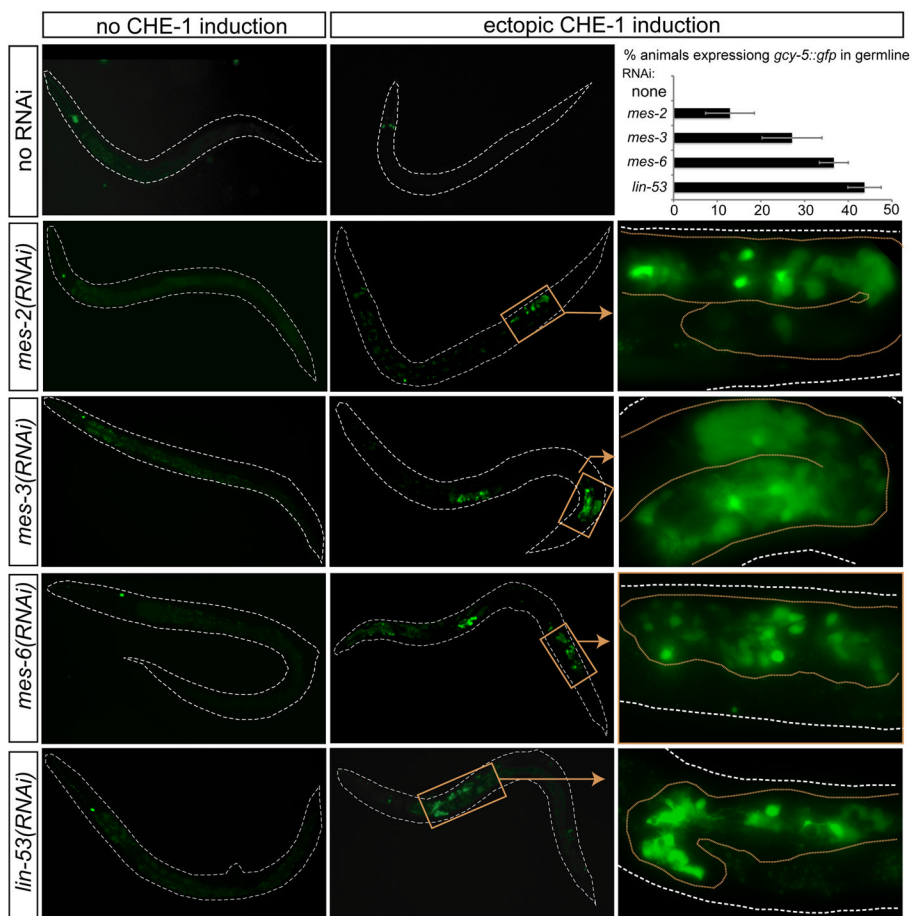 no CHE-1 induction
ectopic CHE-1 induction
no RNAi
% animals expressiong gcy-5::gfp in germline
RNAi:
none
mes-2
mes-3
mes-6
lin-53
0 10 20 30 40 50
mes-2(RNAi)
mes-3(RNAi)
mes-6(RNAi)
lin-53(RNAi)